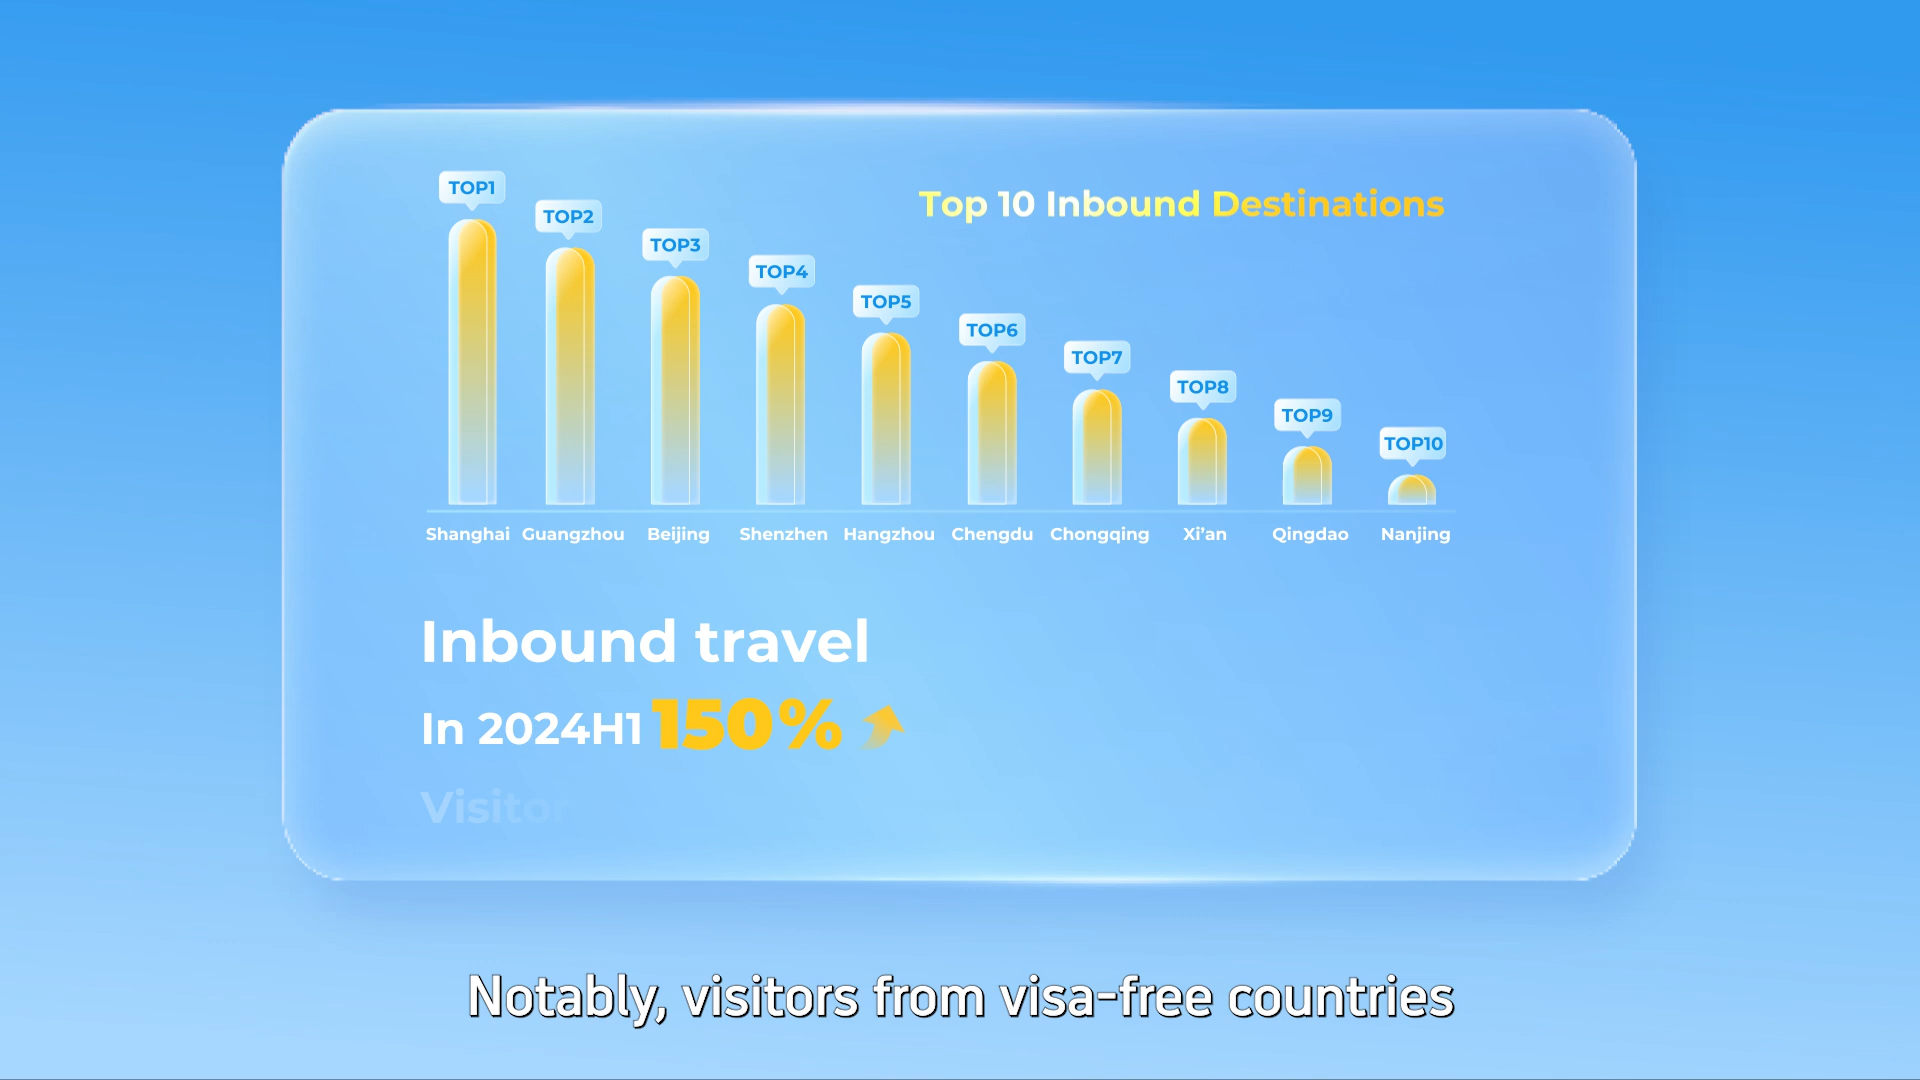 Top 10 Inbound Destinations
TOP1
TOP2
TOP3
TOP4
TOP5
TOP6
TOP7
TOP8
TOP9
TOP10
Shanghai Guangzhou Beijing Shenzhen Hangzhou Chengdu Chongqing Xi'an Qingdao Nanjing
Inbound travel
In 2024H1 150%
Visitor
Notably, visitors from visa-free countries